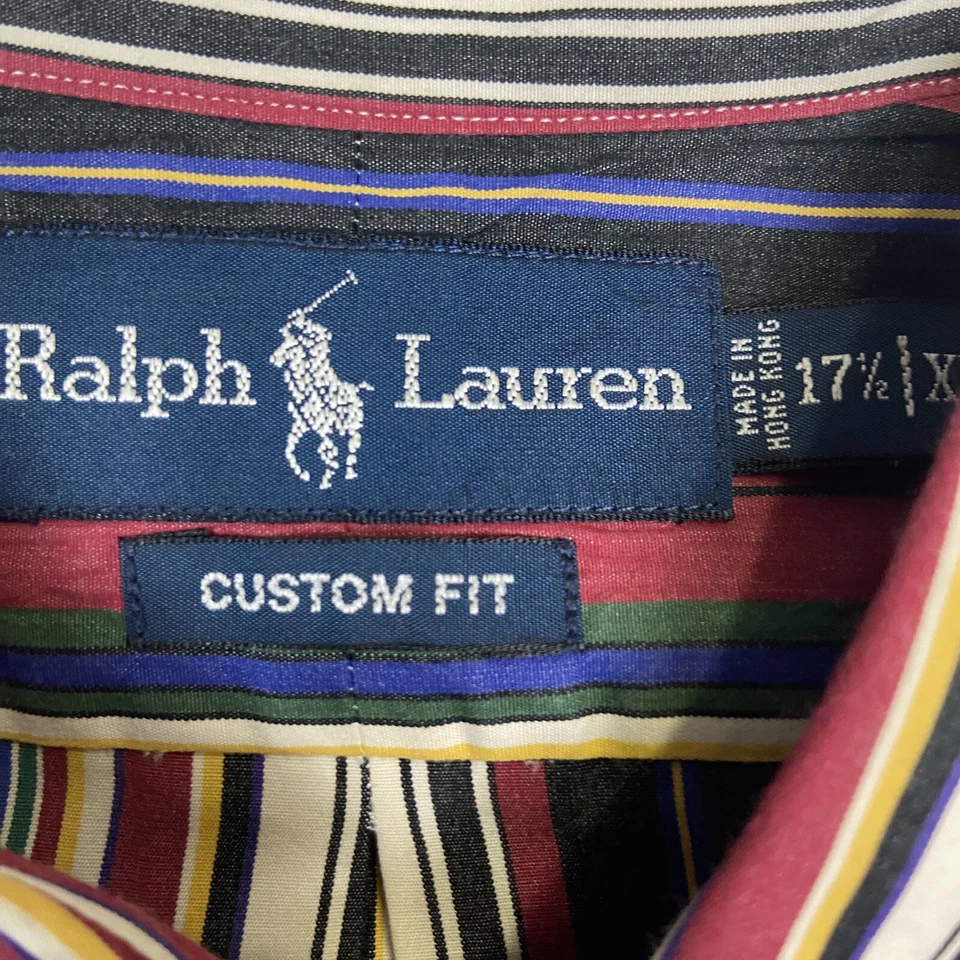 Ralph Lauren
MADE IN
HONG KONG
17½ | X
CUSTOM FIT